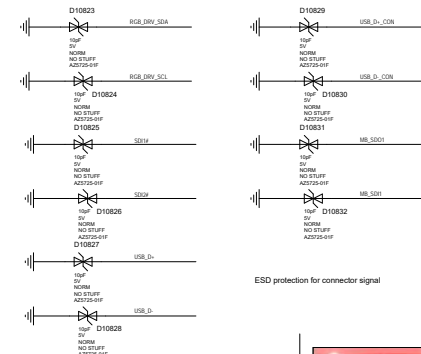 D10823
RGB_DRV_SDA
10pF
5V
NORM
NO STUFF
AZ5725-01F
RGB_DRV_SCL
10pF D10824
5V
NORM
NO STUFF
AZ5725-01F
D10825
SDI1#
10pF
5V
NORM
NO STUFF
AZ5725-01F
SDI2#
10pF D10826
5V
NORM
NO STUFF
AZ5725-01F
D10827
USB_D+
10pF
5V
NORM
NO STUFF
AZ5725-01F
USB_D-
10pF D10828
5V
NORM
NO STUFF
AZ5725-01F
D10829
USB_D+_CON
10pF
5V
NORM
NO STUFF
AZ5725-01F
USB_D-_CON
10pF D10830
5V
NORM
NO STUFF
AZ5725-01F
D10831
MB_SDO1
10pF
5V
NORM
NO STUFF
AZ5725-01F
MB_SDI1
10pF D10832
5V
NORM
NO STUFF
AZ5725-01F
ESD protection for connector signal